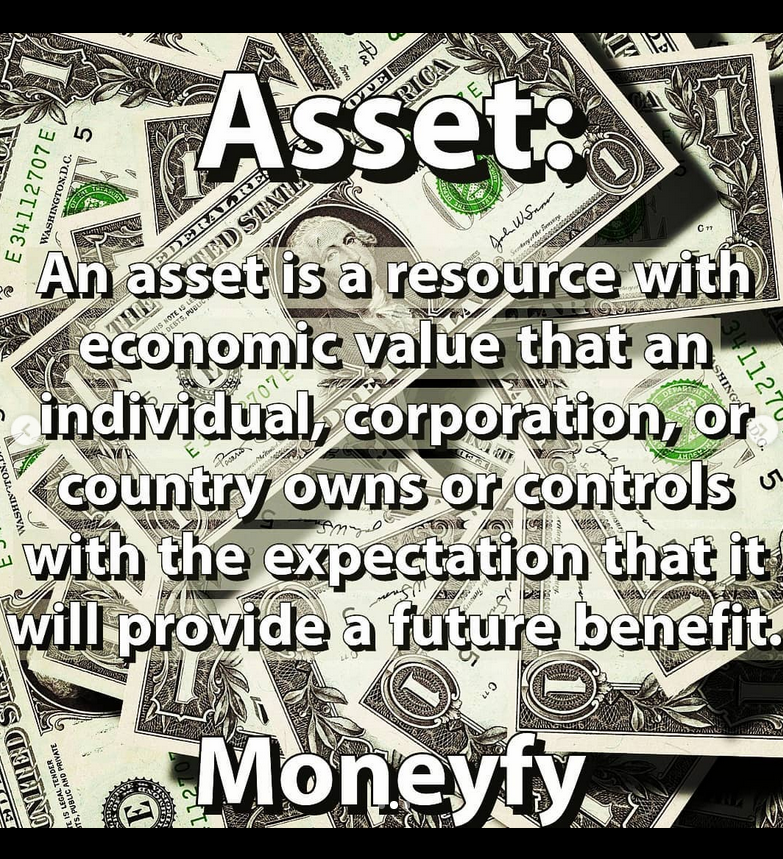 Asset:
An asset is a resource with
economic value that an
individual, corporation, or
country owns or controls
with the expectation that it
will provide a future benefit.
Moneyfy